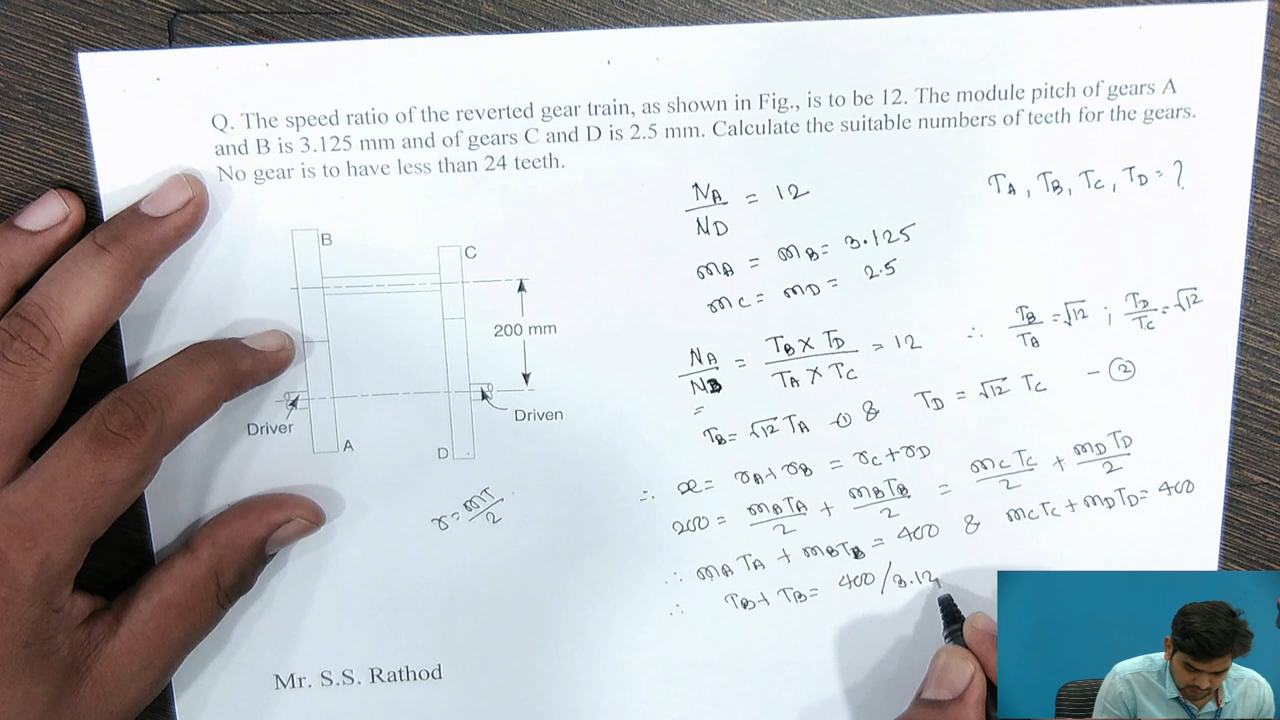 Q. The speed ratio of the reverted gear train, as shown in Fig., is to be 12. The module pitch of gears A
and B is 3.125 mm and of gears C and D is 2.5 mm. Calculate the suitable numbers of teeth for the gears.
No gear is to have less than 24 teeth.
TA, TB, TC, TD = ?
NA/ND = 12
mA = mB = 3.125
mC = mD = 2.5
B
C
200 mm
Driver
Driven
A
D
NA/NB = TB × TD / TA × TC = 12 ∴ TB/TA = √12 ; TD/TC = √12
=
TB = √12 TA -① & TD = √12 TC - ②
∴ x = rA + rB = rC + rD
r = mT/2
200 = mATA/2 + mBTB/2 = mCTC/2 + mDTD/2
∴ mATA + mBTB = 400 & mCTC + mDTD = 400
∴ TB + TB = 400/3.12
Mr. S.S. Rathod